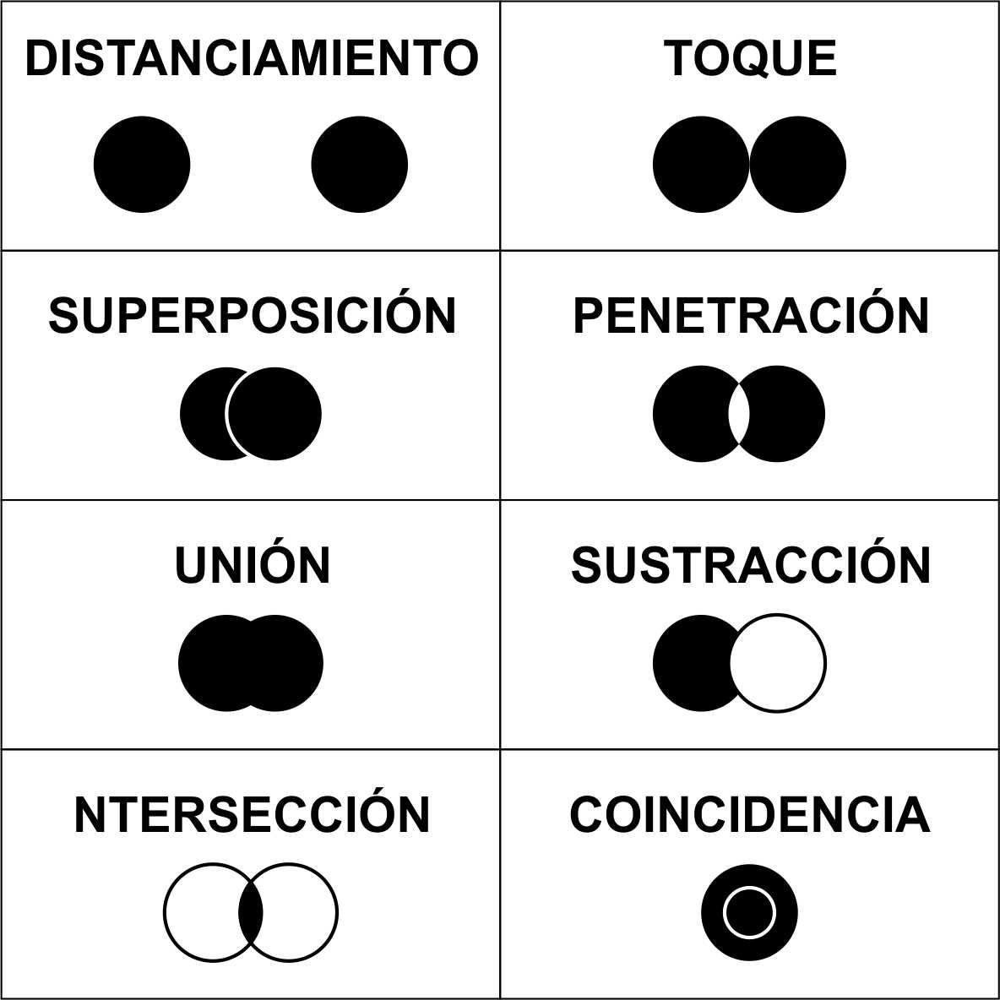 DISTANCIAMIENTO
TOQUE
SUPERPOSICIÓN
PENETRACIÓN
UNIÓN
SUSTRACCIÓN
NTERSECCIÓN
COINCIDENCIA